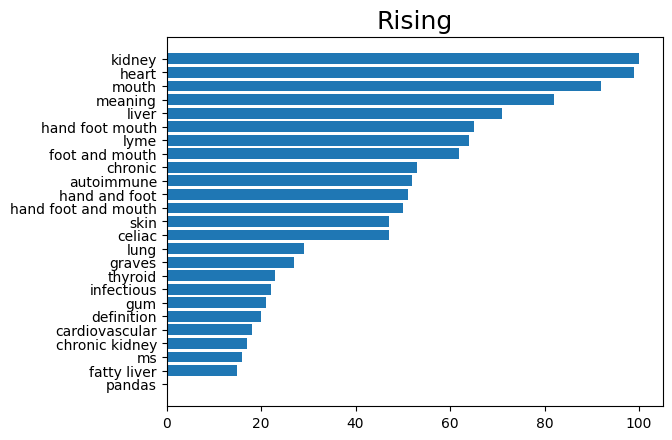 Rising
kidney
heart
mouth
meaning
liver
hand foot mouth
lyme
foot and mouth
chronic
autoimmune
hand and foot
hand foot and mouth
skin
celiac
lung
graves
thyroid
infectious
gum
definition
cardiovascular
chronic kidney
ms
fatty liver
pandas
0 20 40 60 80 100